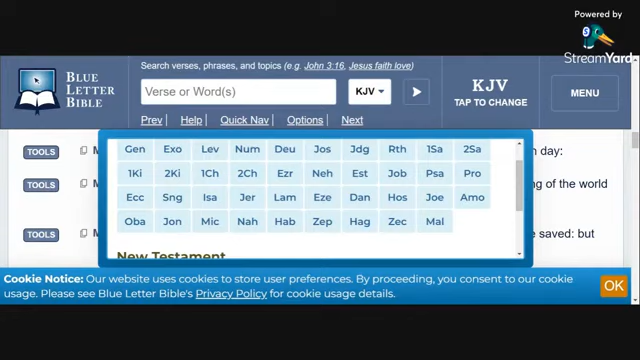 Powered by
StreamYard
BLUE
LETTER
BIBLE
Search verses, phrases, and topics (e.g. John 3:16, Jesus faith love)
Verse or Word(s)
KJV
KJV
TAP TO CHANGE
MENU
Prev | Help | Quick Nav | Options | Next
TOOLS
n day:
TOOLS
ng of the world
TOOLS
e saved: but
Gen Exo Lev Num Deu Jos Jdg Rth 1Sa 2Sa
1Ki 2Ki 1Ch 2Ch Ezr Neh Est Job Psa Pro
Ecc Sng Isa Jer Lam Eze Dan Hos Joe Amo
Oba Jon Mic Nah Hab Zep Hag Zec Mal
New Testament
Cookie Notice: Our website uses cookies to store user preferences. By proceeding, you consent to our cookie
usage. Please see Blue Letter Bible's Privacy Policy for cookie usage details.
OK